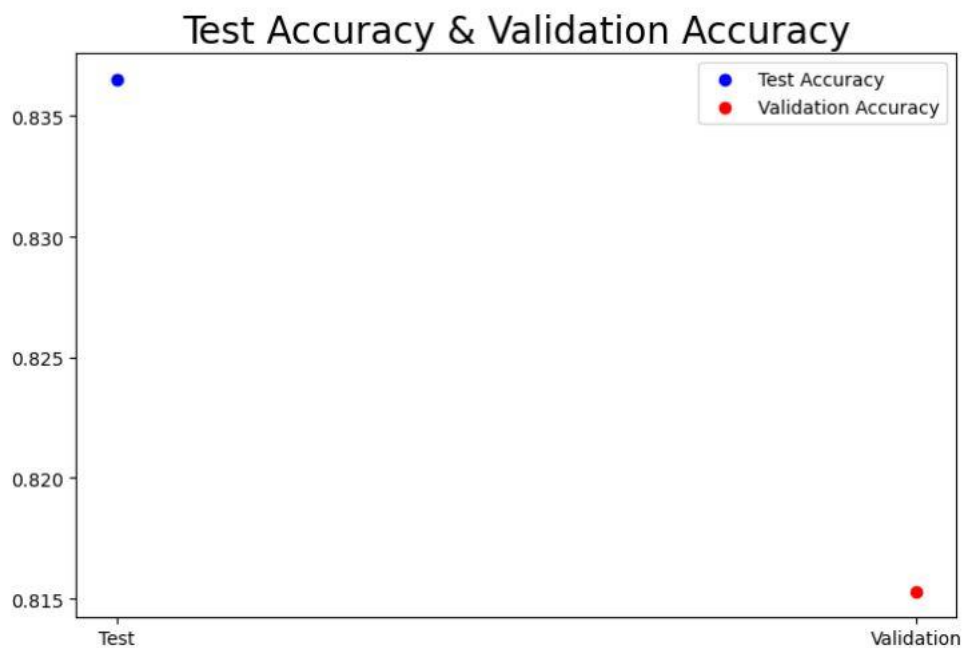 Test Accuracy & Validation Accuracy
Test Accuracy
Validation Accuracy
0.835
0.830
0.825
0.820
0.815
Test
Validation